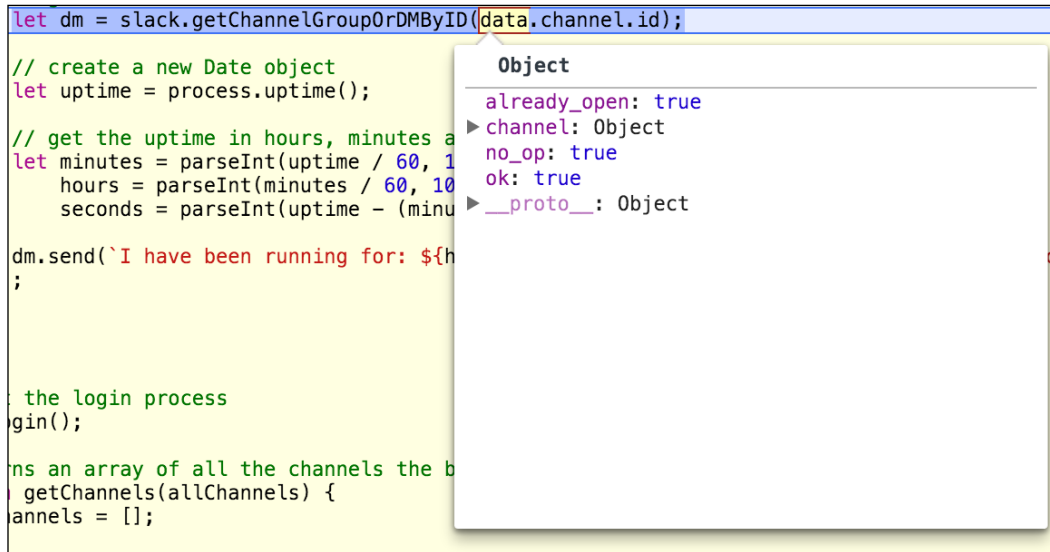 let dm = slack.getChannelGroupOrDMByID(data.channel.id);
Object
already_open: true
channel: Object
no_op: true
ok: true
__proto__: Object
// create a new Date object
let uptime = process.uptime();
// get the uptime in hours, minutes a
let minutes = parseInt(uptime / 60, 1
hours = parseInt(minutes / 60, 10
seconds = parseInt(uptime - (minu
dm.send(`I have been running for: ${h
;
the login process
ogin();
rns an array of all the channels the b
getChannels(allChannels) {
hannels = [];